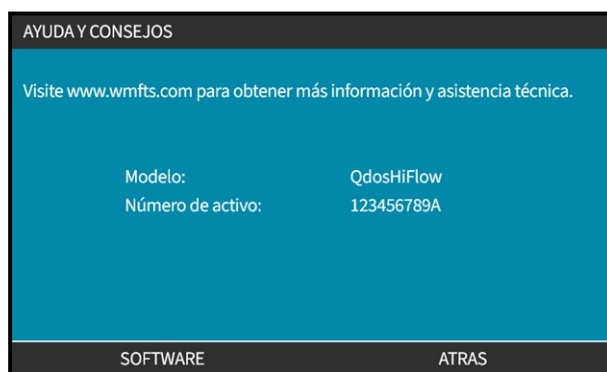 AYUDA Y CONSEJOS
Visite www.wmfts.com para obtener más información y asistencia técnica.
Modelo: QdosHiFlow
Número de activo: 123456789A
SOFTWARE ATRAS